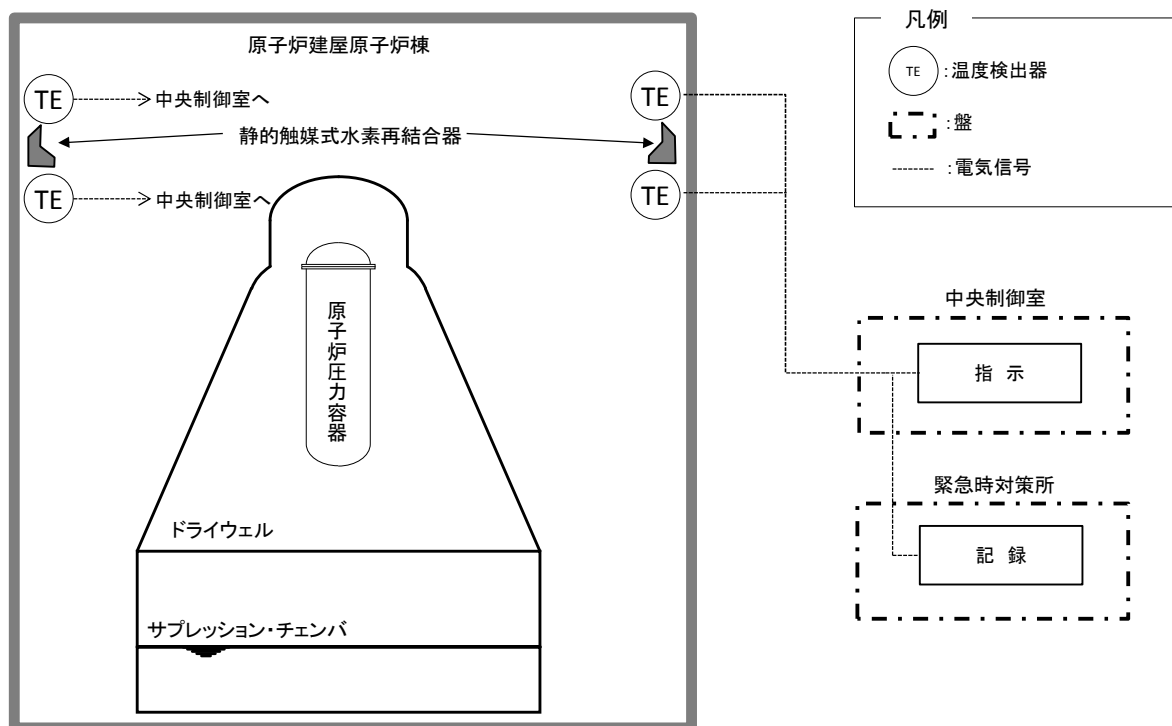 原子炉建屋原子炉棟
TE
中央制御室へ
静的触媒式水素再結合器
TE
中央制御室へ
TE
TE
原子炉圧力容器
ドライウェル
サプレッション・チェンバ
凡例
TE
:温度検出器
:盤
:電気信号
中央制御室
指 示
緊急時対策所
記 録